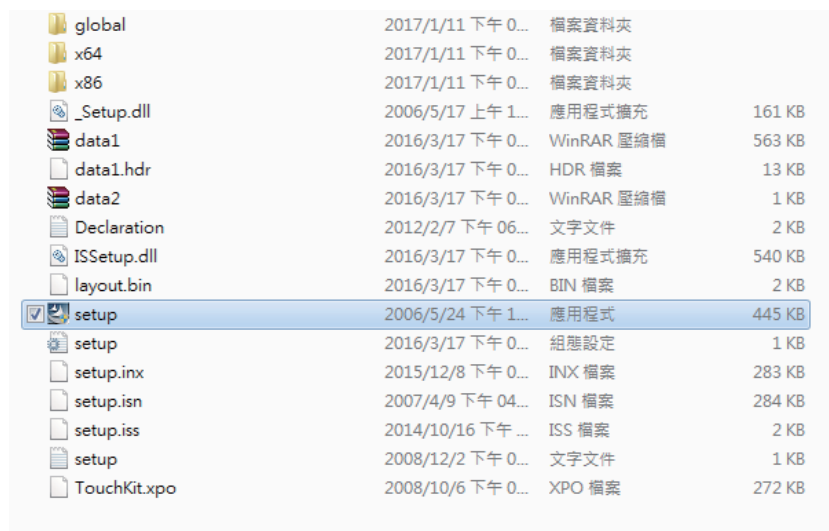 global 2017/1/11 下午 0... 檔案資料夾
x64 2017/1/11 下午 0... 檔案資料夾
x86 2017/1/11 下午 0... 檔案資料夾
_Setup.dll 2006/5/17 上午 1... 應用程式擴充 161 KB
data1 2016/3/17 下午 0... WinRAR 壓縮檔 563 KB
data1.hdr 2016/3/17 下午 0... HDR 檔案 13 KB
data2 2016/3/17 下午 0... WinRAR 壓縮檔 1 KB
Declaration 2012/2/7 下午 06... 文字文件 2 KB
ISSetup.dll 2016/3/17 下午 0... 應用程式擴充 540 KB
layout.bin 2016/3/17 下午 0... BIN 檔案 2 KB
setup 2006/5/24 下午 1... 應用程式 445 KB
setup 2016/3/17 下午 0... 組態設定 1 KB
setup.inx 2015/12/8 下午 0... INX 檔案 283 KB
setup.isn 2007/4/9 下午 04... ISN 檔案 284 KB
setup.iss 2014/10/16 下午 ... ISS 檔案 2 KB
setup 2008/12/2 下午 0... 文字文件 1 KB
TouchKit.xpo 2008/10/6 下午 0... XPO 檔案 272 KB